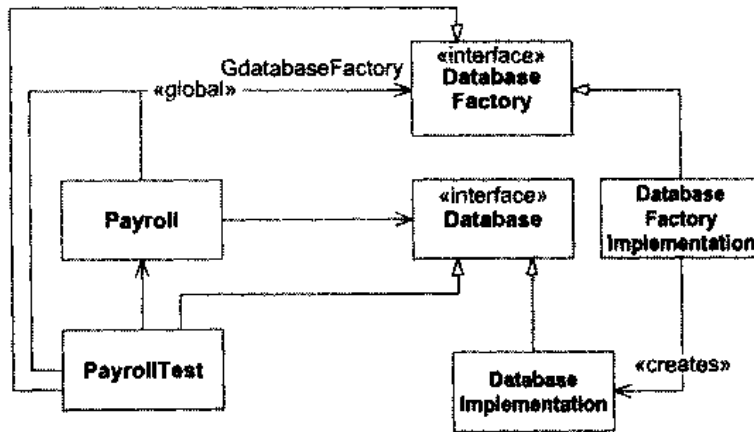 «interface»
Database
Factory
GdatabaseFactory
«global»
Payroll
«interface»
Database
Database
Factory
Implementation
PayrollTest
Database
Implementation
«creates»